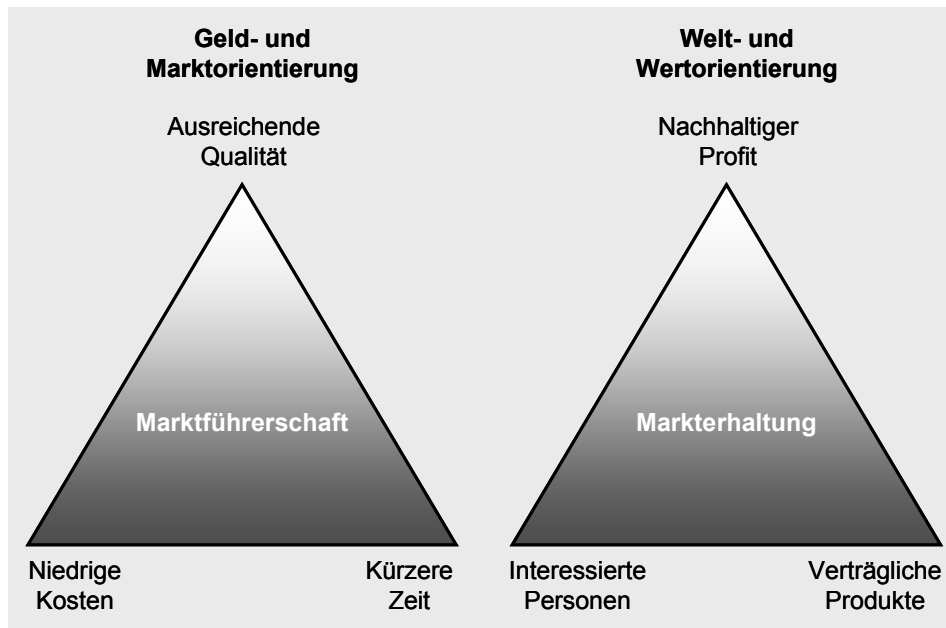 Geld- und
Marktorientierung
Ausreichende
Qualität
Marktführerschaft
Niedrige
Kosten
Kürzere
Zeit
Welt- und
Wertorientierung
Nachhaltiger
Profit
Markterhaltung
Interessierte
Personen
Verträgliche
Produkte